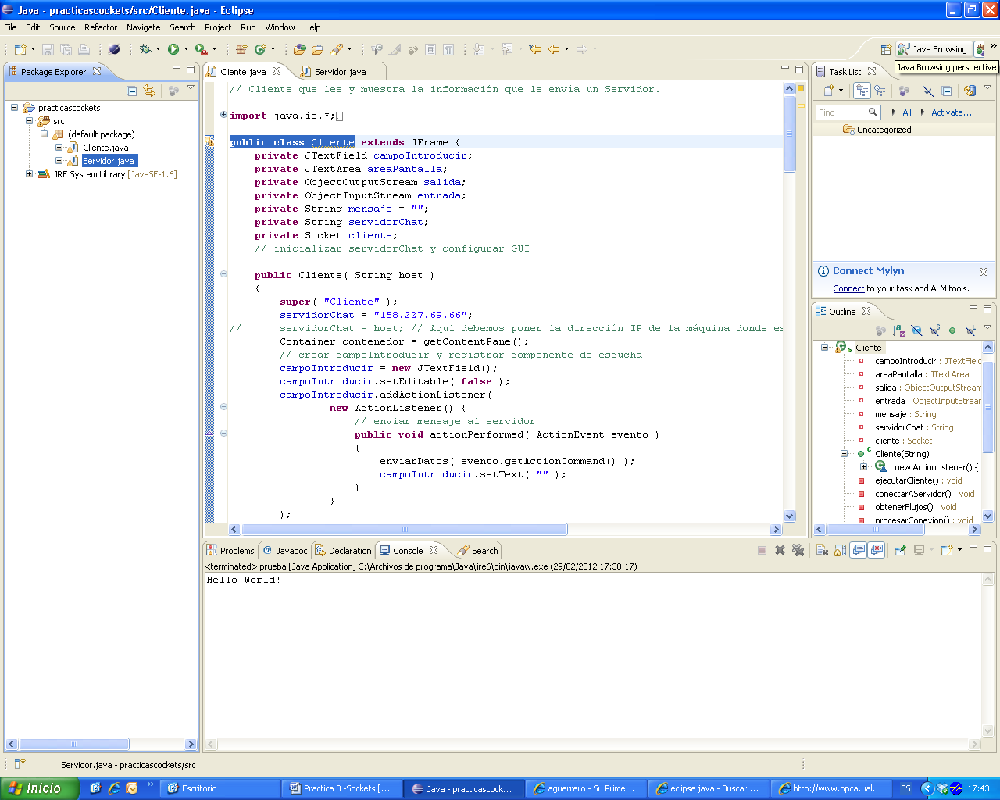 Java - practicascockets/src/Cliente.java - Eclipse
File Edit Source Refactor Navigate Search Project Run Window Help
Java Browsing
Java Browsing perspective
Package Explorer
practicascockets
src
(default package)
Cliente.java
Servidor.java
JRE System Library [JavaSE-1.6]
Cliente.java Servidor.java
// Cliente que lee y muestra la información que le envía un Servidor.
import java.io.*;
public class Cliente extends JFrame {
private JTextField campoIntroducir;
private JTextArea areaPantalla;
private ObjectOutputStream salida;
private ObjectInputStream entrada;
private String mensaje = "";
private String servidorChat;
private Socket cliente;
// inicializar servidorChat y configurar GUI
public Cliente( String host )
{
super( "Cliente" );
servidorChat = "158.227.69.66";
// servidorChat = host; // Aquí debemos poner la dirección IP de la máquina donde es
Container contenedor = getContentPane();
// crear campoIntroducir y registrar componente de escucha
campoIntroducir = new JTextField();
campoIntroducir.setEditable( false );
campoIntroducir.addActionListener(
new ActionListener() {
// enviar mensaje al servidor
public void actionPerformed( ActionEvent evento )
{
enviarDatos( evento.getActionCommand() );
campoIntroducir.setText( "" );
}
}
);
Task List
Find All Activate...
Uncategorized
Connect Mylyn
Connect to your task and ALM tools.
Outline
Cliente
campoIntroducir : JTextField
areaPantalla : JTextArea
salida : ObjectOutputStream
entrada : ObjectInputStrear
mensaje : String
servidorChat : String
cliente : Socket
Cliente(String)
new ActionListener() {.
ejecutarCliente() : void
conectarAServidor() : void
obtenerFlujos() : void
procesarConexion() : void
Problems @ Javadoc Declaration Console Search
<terminated> prueba [Java Application] C:\Archivos de programa\Java\jre6\bin\javaw.exe (29/02/2012 17:38:17)
Hello World!
Servidor.java - practicascockets/src
Inicio Escritorio Practica 3 -Sockets [... Java - practicascock... aguerrero - Su Prime... eclipse java - Buscar ... http://www.hpca.ual... ES 17:43